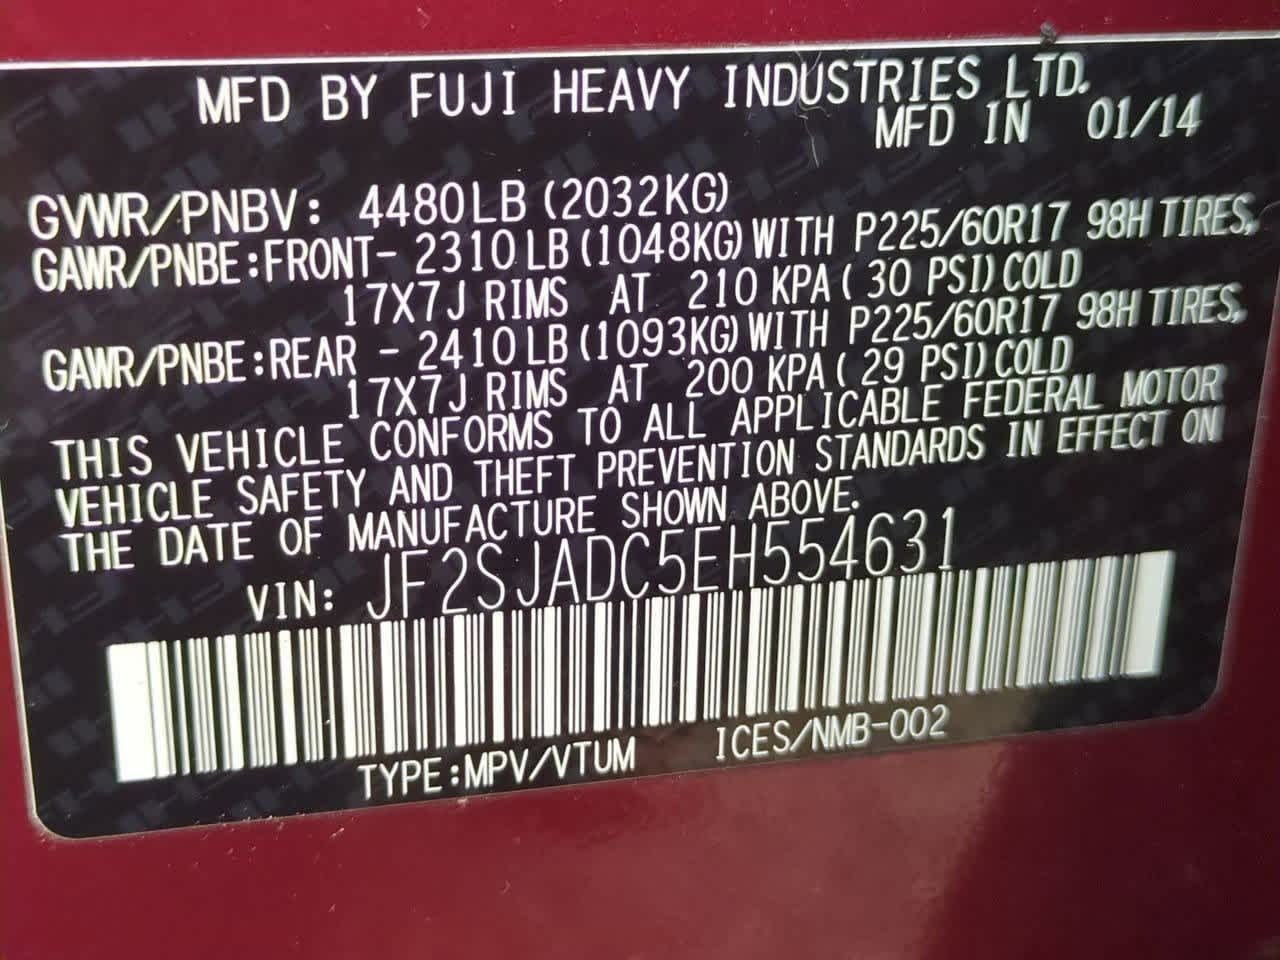 MFD BY FUJI HEAVY INDUSTRIES LTD.
MFD IN 01/14
GVWR/PNBV: 4480LB (2032KG)
GAWR/PNBE:FRONT- 2310LB (1048KG) WITH P225/60R17 98H TIRES,
17X7J RIMS AT 210 KPA ( 30 PSI) COLD
GAWR/PNBE:REAR - 2410LB (1093KG) WITH P225/60R17 98H TIRES,
17X7J RIMS AT 200 KPA ( 29 PSI) COLD
THIS VEHICLE CONFORMS TO ALL APPLICABLE FEDERAL MOTOR
VEHICLE SAFETY AND THEFT PREVENTION STANDARDS IN EFFECT ON
THE DATE OF MANUFACTURE SHOWN ABOVE.
VIN: JF2SJADC5EH554631
TYPE:MPV/VTUM ICES/NMB-002